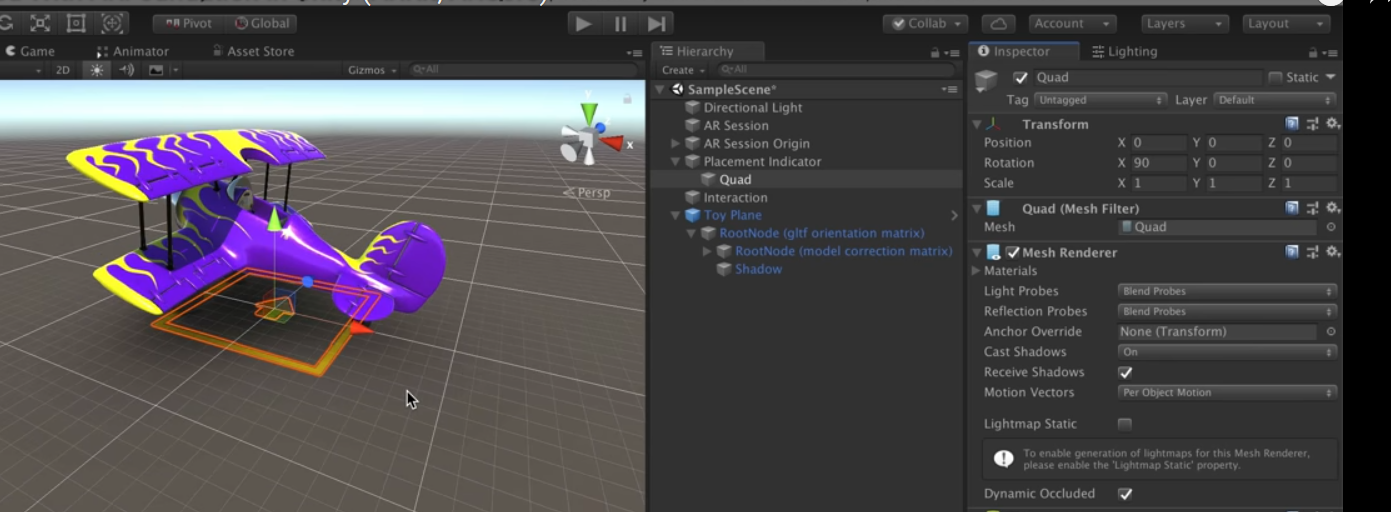 Pivot Global Collab Account Layers Layout
Game Animator Asset Store
2D Gizmos All
Y
X
Persp
Hierarchy
Create All
SampleScene*
Directional Light
AR Session
AR Session Origin
Placement Indicator
Quad
Interaction
Toy Plane
RootNode (gltf orientation matrix)
RootNode (model correction matrix)
Shadow
Inspector Lighting
Quad Static
Tag Untagged Layer Default
Transform
Position X 0 Y 0 Z 0
Rotation X 90 Y 0 Z 0
Scale X 1 Y 1 Z 1
Quad (Mesh Filter)
Mesh Quad
Mesh Renderer
Materials
Light Probes Blend Probes
Reflection Probes Blend Probes
Anchor Override None (Transform)
Cast Shadows On
Receive Shadows
Motion Vectors Per Object Motion
Lightmap Static
To enable generation of lightmaps for this Mesh Renderer,
please enable the 'Lightmap Static' property.
Dynamic Occluded